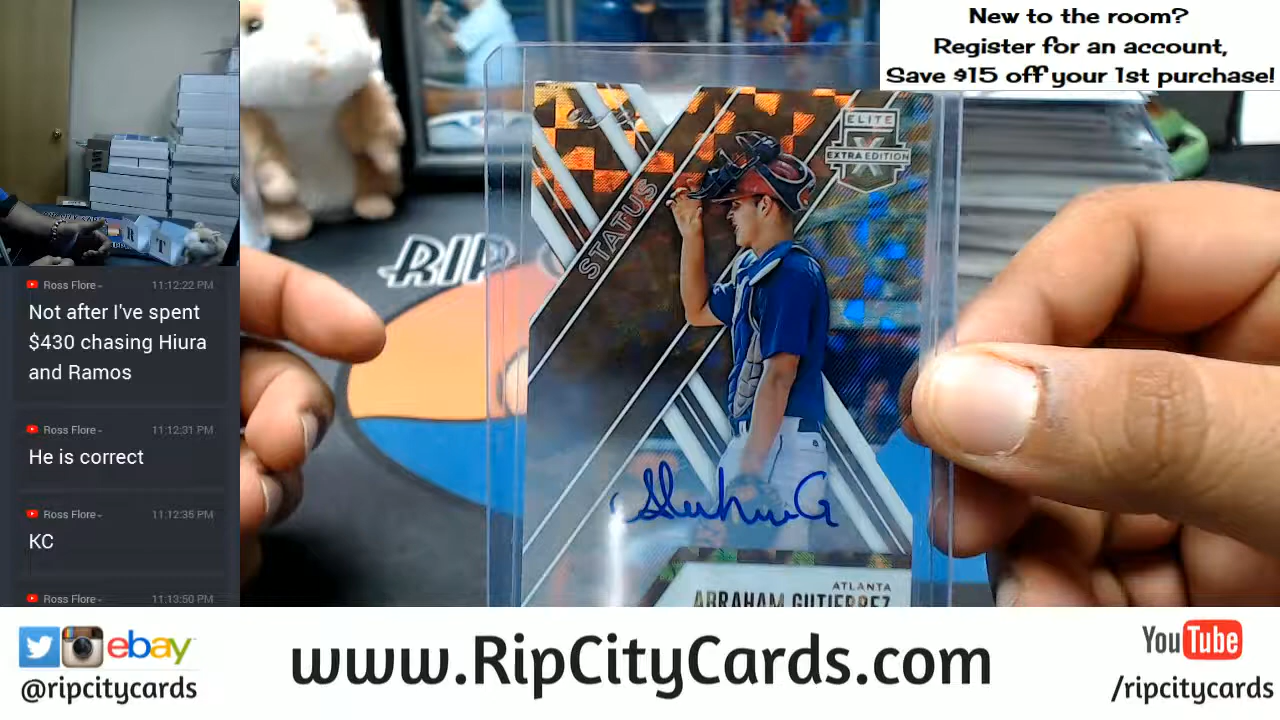 New to the room?
Register for an account,
Save $15 off your 1st purchase!
Ross Flore- 11:12:22 PM
Not after I've spent
$430 chasing Hiura
and Ramos
Ross Flore- 11:12:31 PM
He is correct
Ross Flore- 11:12:35 PM
KC
Ross Flore- 11:13:50 PM
R T
RIP
STATUS
ELITE
EXTRA EDITION
ATLANTA
ABRAHAM GUTIERREZ
ebay
@ripcitycards
www.RipCityCards.com
YouTube
/ripcitycards